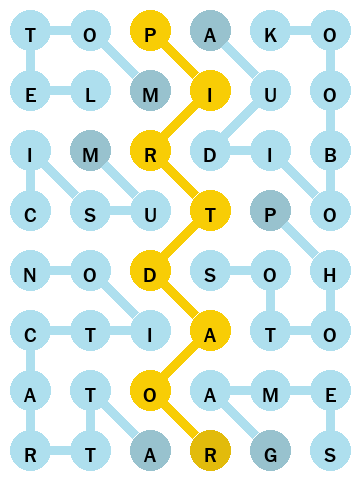 T O P A K O
E L M I U O
I M R D I B
C S U T P O
N O D S O H
C T I A T O
A T O A M E
R T A R G S